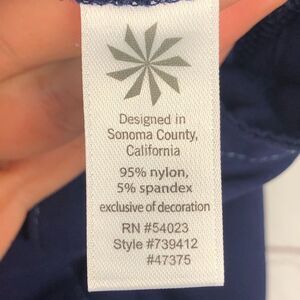 Designed in
Sonoma County,
California
95% nylon,
5% spandex
exclusive of decoration
RN #54023
Style #739412
#47375